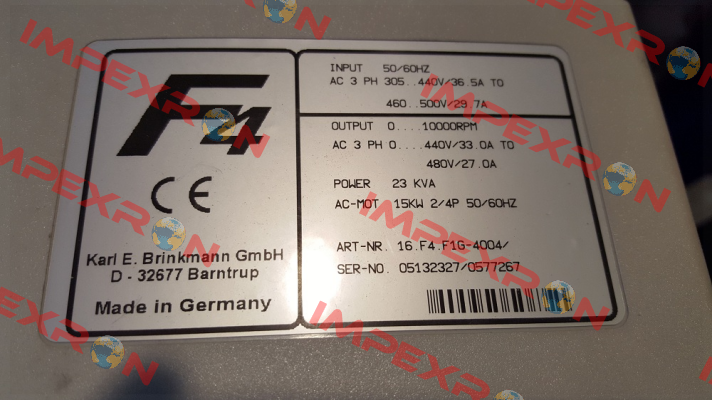 F4
CE
Karl E. Brinkmann GmbH
D - 32677 Barntrup
Made in Germany
INPUT 50/60HZ
AC 3 PH 305..440V/36.5A TO
460..500V/29.7A
OUTPUT 0....10000RPM
AC 3 PH 0....440V/33.0A TO
480V/27.0A
POWER 23 KVA
AC-MOT 15KW 2/4P 50/60HZ
ART-NR. 16.F4.F1G-4004/
SER-NO. 05132327/0577267
IMPEXRON
IMPEXRON
IMPEXRON
IMPEXRON
IMPEXRON
IMPEXRON